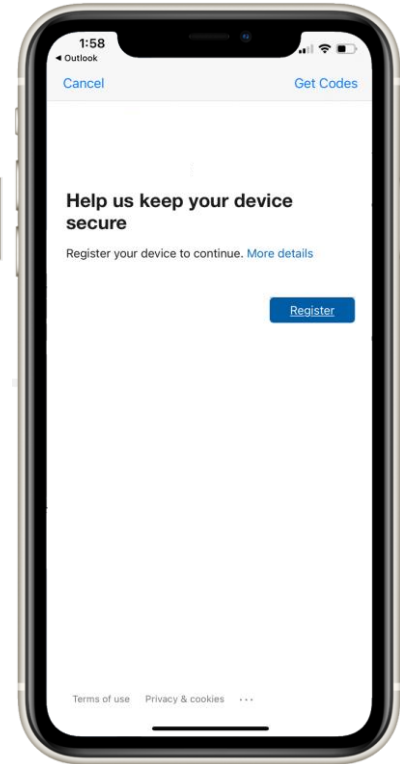 1:58
◀ Outlook
Cancel
Get Codes
Help us keep your device
secure
Register your device to continue. More details
Register
Terms of use Privacy & cookies ...